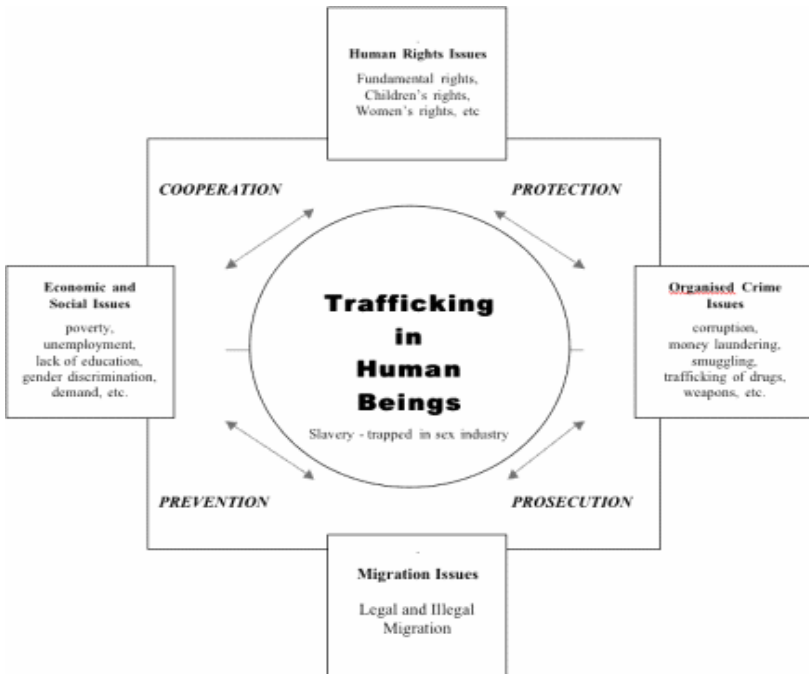 Human Rights Issues
Fundamental rights,
Children's rights,
Women's rights, etc
COOPERATION
PROTECTION
Economic and
Social Issues
poverty,
unemployment,
lack of education,
gender discrimination,
demand, etc.
Trafficking
in
Human
Beings
Slavery - trapped in sex industry
Organised Crime
Issues
corruption,
money laundering,
smuggling,
trafficking of drugs,
weapons, etc.
PREVENTION
PROSECUTION
Migration Issues
Legal and Illegal
Migration